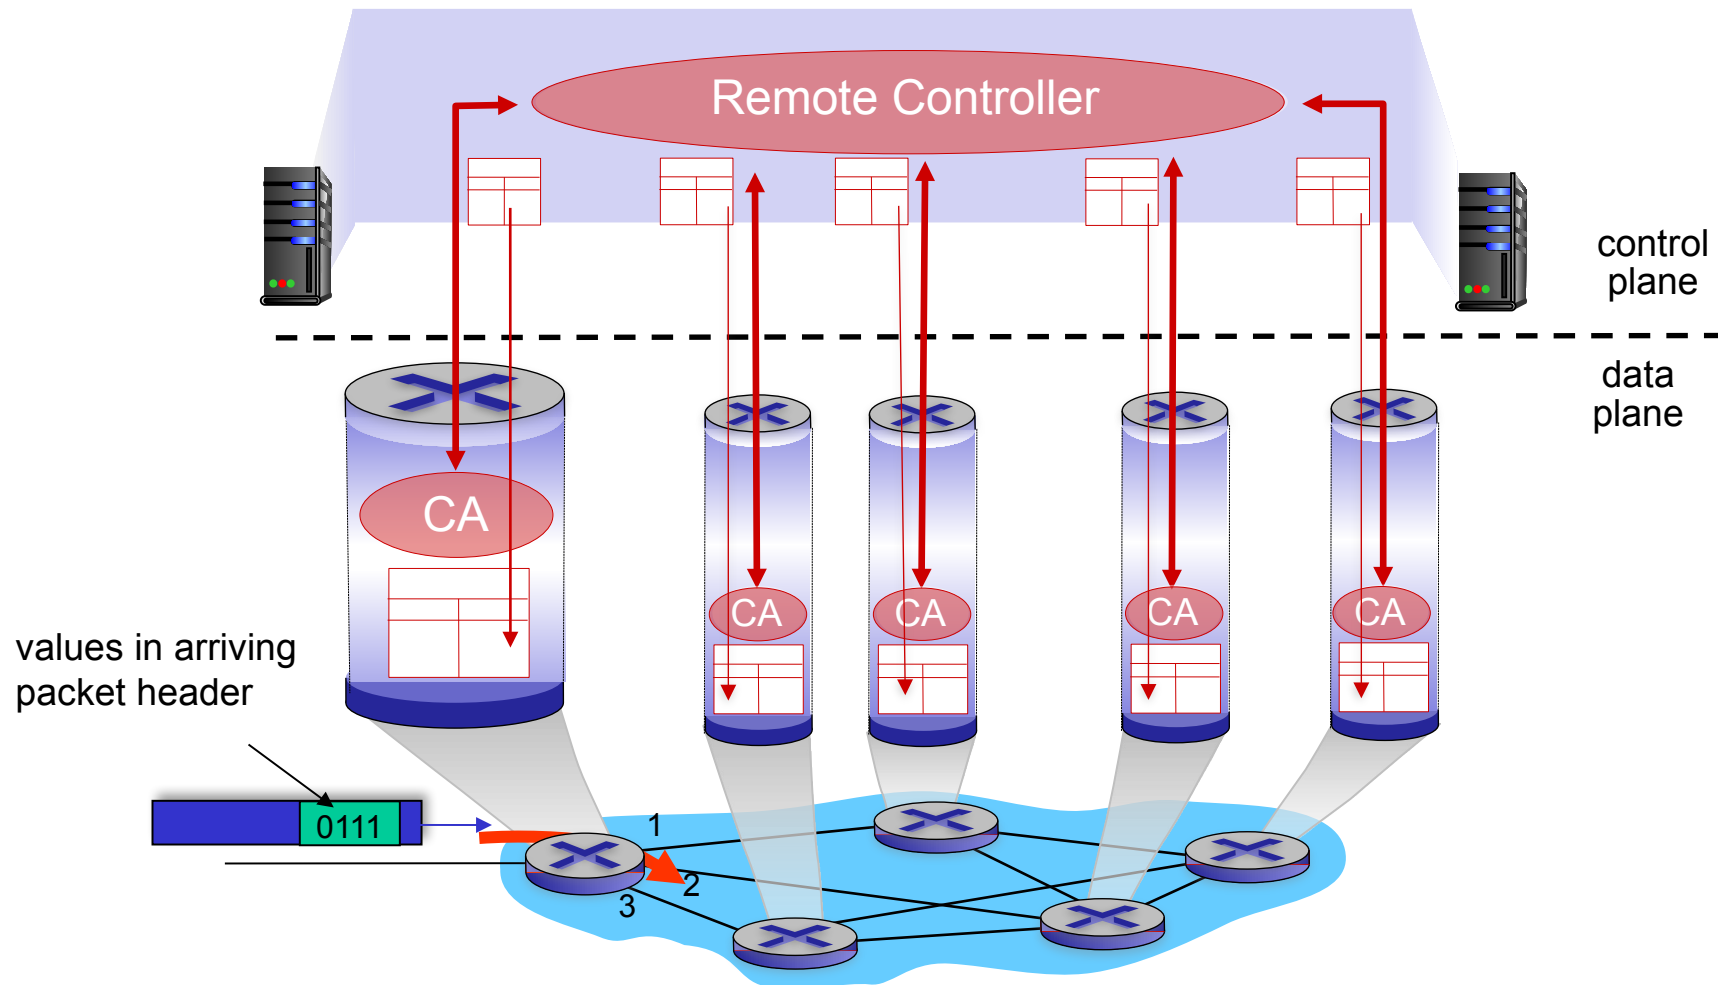 Remote Controller
control
plane
data
plane
CA
CA
CA
CA
CA
values in arriving
packet header
0111
1
2
3